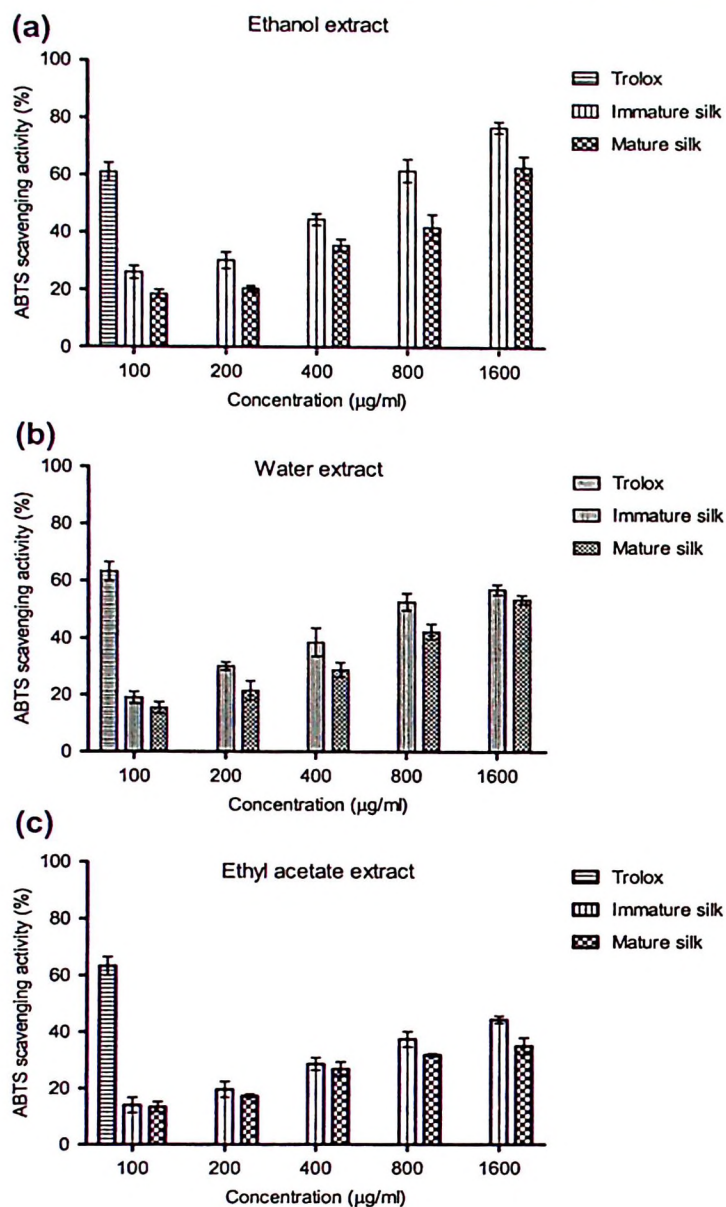 (a)
Ethanol extract
100
80
60
40
20
0
ABTS scavenging activity (%)
Trolox
Immature silk
Mature silk
100 200 400 800 1600
Concentration (µg/ml)
(b)
Water extract
100
80
60
40
20
0
ABTS scavenging activity (%)
Trolox
Immature silk
Mature silk
100 200 400 800 1600
Concentration (µg/ml)
(c)
Ethyl acetate extract
100
80
60
40
20
0
ABTS scavenging activity (%)
Trolox
Immature silk
Mature silk
100 200 400 800 1600
Concentration (µg/ml)